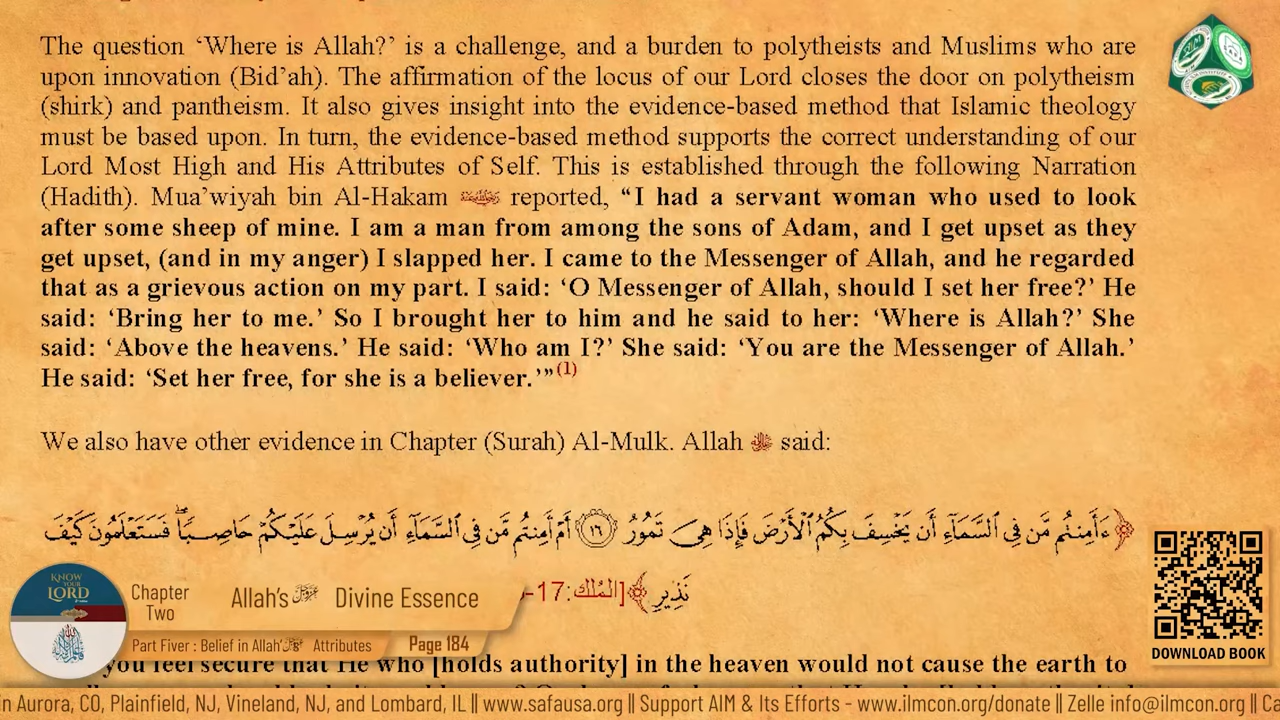 The question ‘Where is Allah?’ is a challenge, and a burden to polytheists and Muslims who are
upon innovation (Bid’ah). The affirmation of the locus of our Lord closes the door on polytheism
(shirk) and pantheism. It also gives insight into the evidence-based method that Islamic theology
must be based upon. In turn, the evidence-based method supports the correct understanding of our
Lord Most High and His Attributes of Self. This is established through the following Narration
(Hadith). Mua’wiyah bin Al-Hakam reported, “I had a servant woman who used to look
after some sheep of mine. I am a man from among the sons of Adam, and I get upset as they
get upset, (and in my anger) I slapped her. I came to the Messenger of Allah, and he regarded
that as a grievous action on my part. I said: ‘O Messenger of Allah, should I set her free?’ He
said: ‘Bring her to me.’ So I brought her to him and he said to her: ‘Where is Allah?’ She
said: ‘Above the heavens.’ He said: ‘Who am I?’ She said: ‘You are the Messenger of Allah.’
He said: ‘Set her free, for she is a believer.’”(1)
We also have other evidence in Chapter (Surah) Al-Mulk. Allah ﷻ said:
﴿ءَأَمِنتُم مَّن فِي ٱلسَّمَآءِ أَن يَخۡسِفَ بِكُمُ ٱلۡأَرۡضَ فَإِذَا هِيَ تَمُورُ ١٦ أَمۡ أَمِنتُم مَّن فِي ٱلسَّمَآءِ أَن يُرۡسِلَ عَلَيۡكُمۡ حَاصِبٗاۖ فَسَتَعۡلَمُونَ كَيۡفَ
نَذِيرِ﴾ [المُلك:17-
KNOW YOUR LORD
Chapter Two
Allah’s Divine Essence
Part Fiver : Belief in Allah’s Attributes
Page 184
you feel secure that He who [holds authority] in the heaven would not cause the earth to
DOWNLOAD BOOK
n Aurora, CO, Plainfield, NJ, Vineland, NJ, and Lombard, IL || www.safausa.org || Support AIM & Its Efforts - www.ilmcon.org/donate || Zelle info@ilmcon.org || Ca